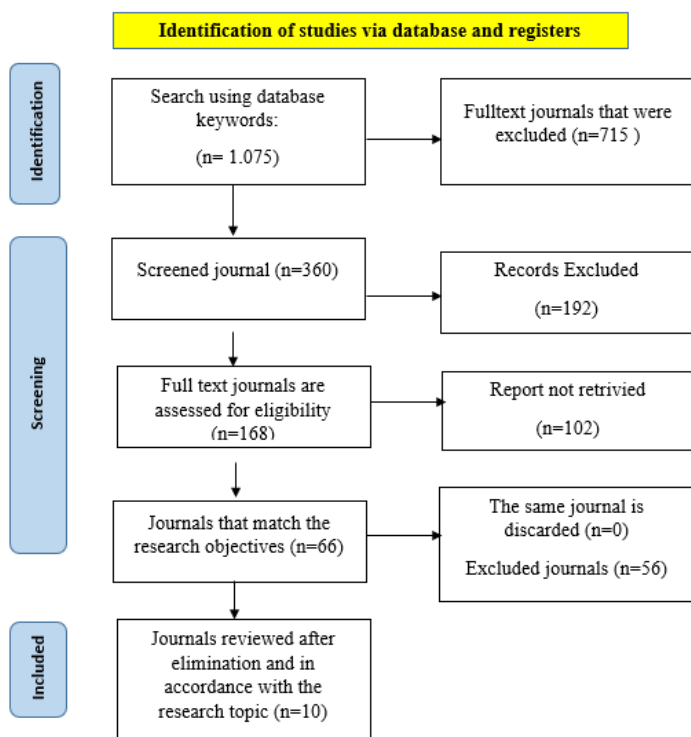 Identification of studies via database and registers
Identification
Search using database
keywords:
(n= 1.075)
Fulltext journals that were
excluded (n=715 )
Screening
Screened journal (n=360)
Records Excluded
(n=192)
Full text journals are
assessed for eligibility
(n=168)
Report not retrivied
(n=102)
Journals that match the
research objectives (n=66)
The same journal is
discarded (n=0)
Excluded journals (n=56)
Included
Journals reviewed after
elimination and in
accordance with the
research topic (n=10)